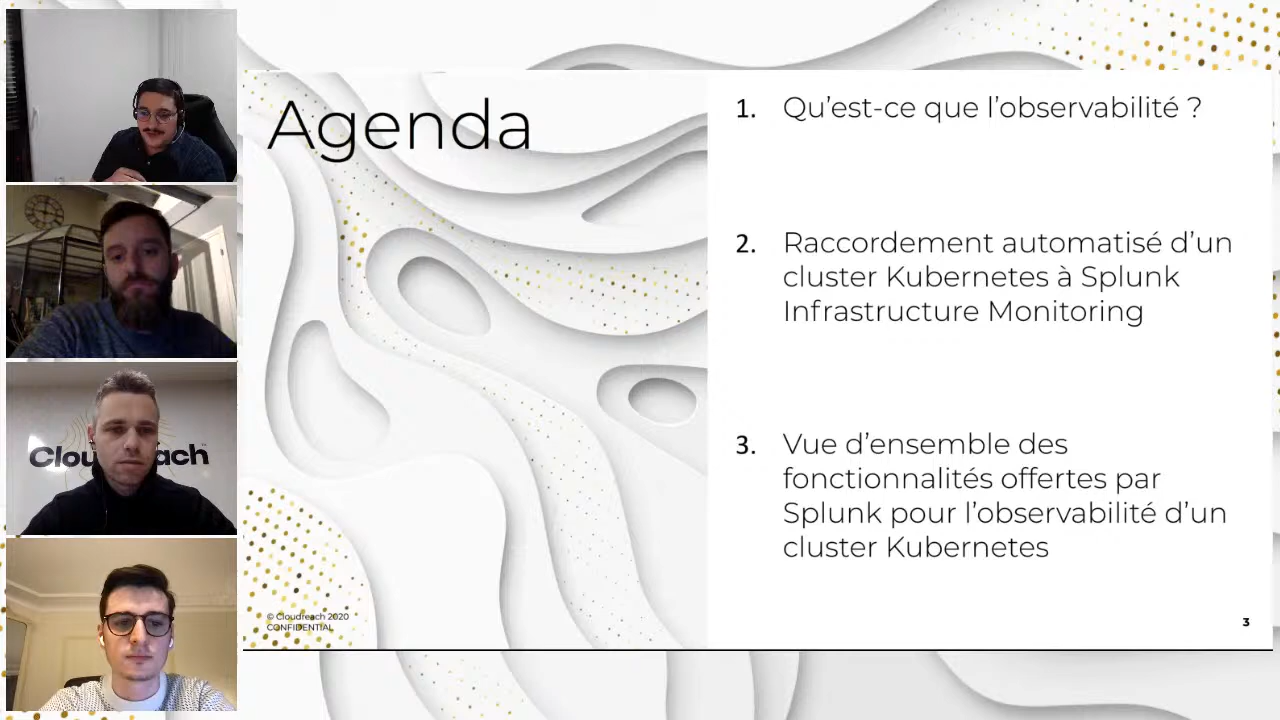 Agenda
1. Qu'est-ce que l'observabilité ?
2. Raccordement automatisé d'un
cluster Kubernetes à Splunk
Infrastructure Monitoring
3. Vue d'ensemble des
fonctionnalités offertes par
Splunk pour l'observabilité d'un
cluster Kubernetes
© Cloudreach 2020
CONFIDENTIAL
3